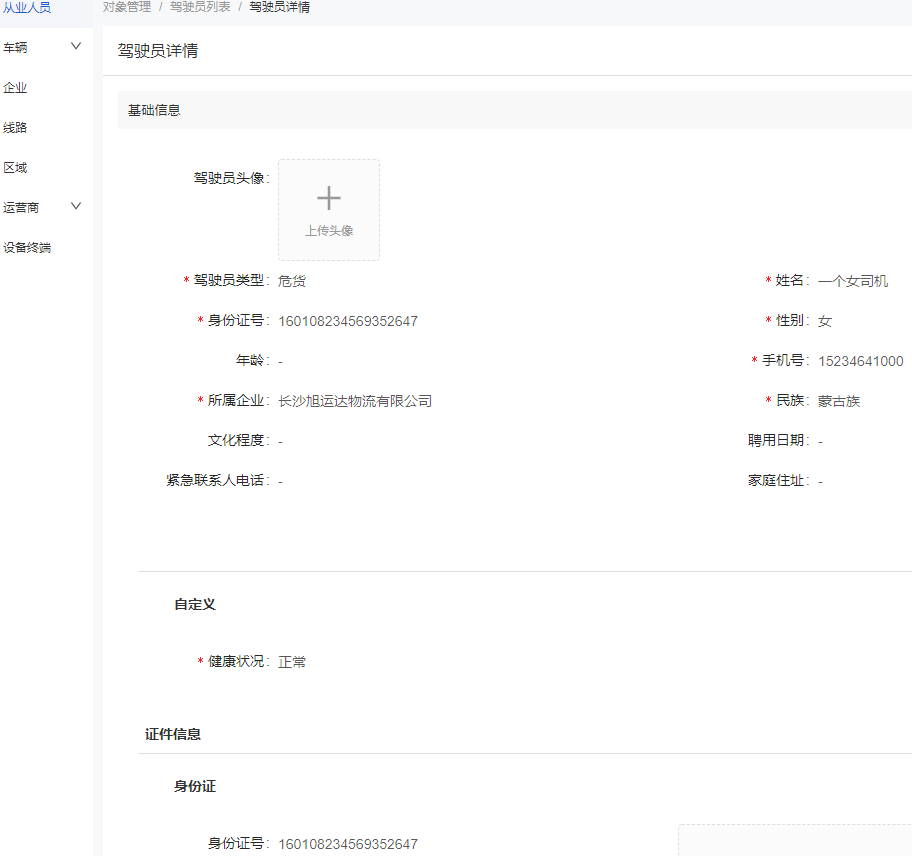 从业人员
车辆
企业
线路
区域
运营商
设备终端
对象管理 / 驾驶员列表 / 驾驶员详情
驾驶员详情
基础信息
驾驶员头像:
上传头像
* 驾驶员类型: 危货
* 姓名: 一个女司机
* 身份证号: 160108234569352647
* 性别: 女
年龄: -
* 手机号: 15234641000
* 所属企业: 长沙旭运达物流有限公司
* 民族: 蒙古族
文化程度: -
聘用日期: -
紧急联系人电话: -
家庭住址: -
自定义
* 健康状况: 正常
证件信息
身份证
身份证号: 160108234569352647